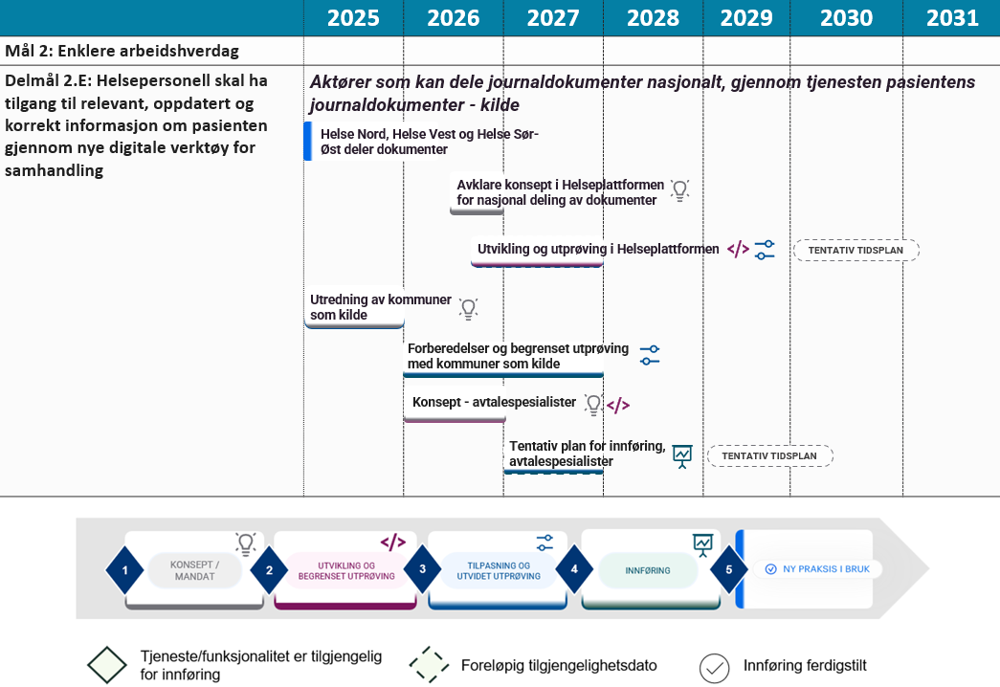 2025 2026 2027 2028 2029 2030 2031
Mål 2: Enklere arbeidshverdag
Delmål 2.E: Helsepersonell skal ha
tilgang til relevant, oppdatert og
korrekt informasjon om pasienten
gjennom nye digitale verktøy for
samhandling
Aktører som kan dele journaldokumenter nasjonalt, gjennom tjenesten pasientens
journaldokumenter - kilde
Helse Nord, Helse Vest og Helse Sør-
Øst deler dokumenter
Avklare konsept i Helseplattformen
for nasjonal deling av dokumenter
Utvikling og utprøving i Helseplattformen
</>
TENTATIV TIDSPLAN
Utredning av kommuner
som kilde
Forberedelser og begrenset utprøving
med kommuner som kilde
Konsept - avtalespesialister
</>
Tentativ plan for innføring,
avtalespesialister
TENTATIV TIDSPLAN
1
KONSEPT /
MANDAT
2
</>
UTVIKLING OG
BEGRENSET UTPRØVING
3
TILPASNING OG
UTVIDET UTPRØVING
4
INNFØRING
5
NY PRAKSIS I BRUK
Tjeneste/funksjonalitet er tilgjengelig
for innføring
Foreløpig tilgjengelighetsdato
Innføring ferdigstilt